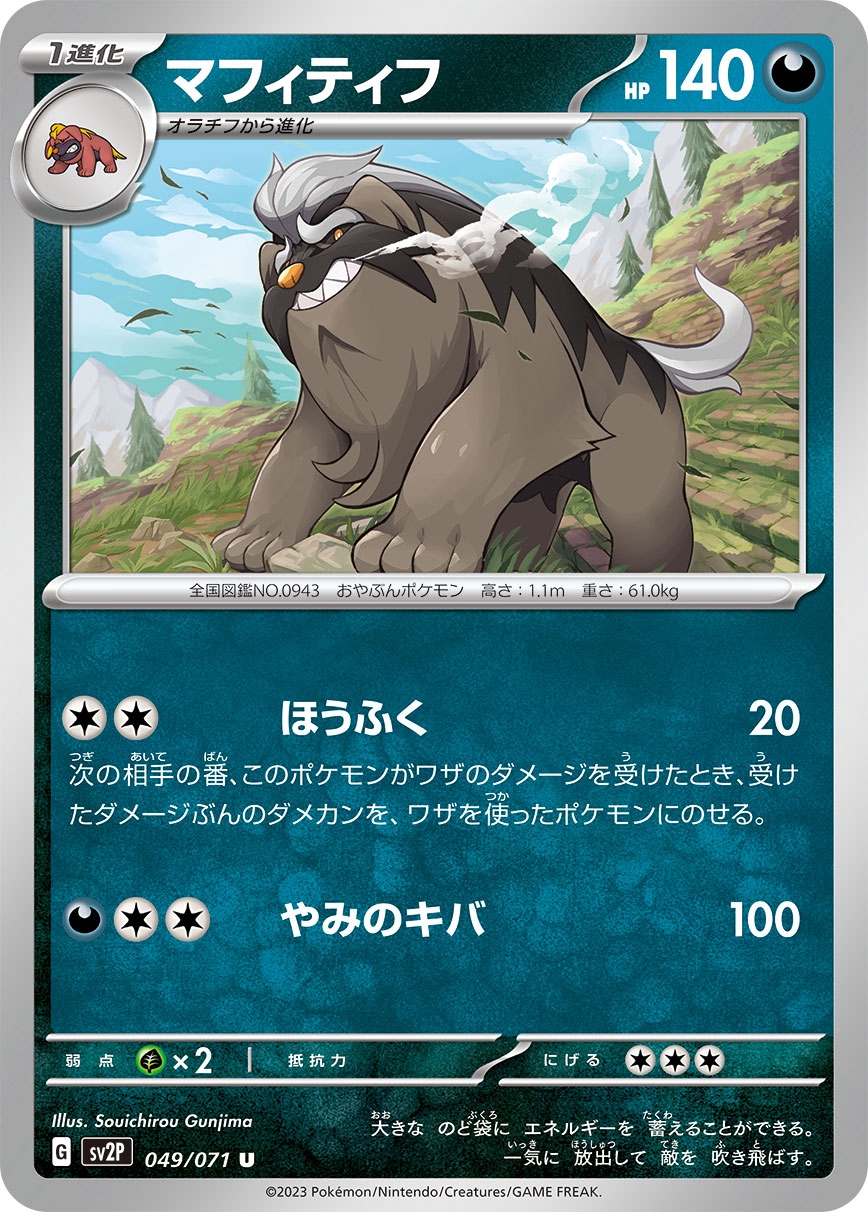 1進化
マフィティフ
HP 140
オラチフから進化
全国図鑑NO.0943 おやぶんポケモン 高さ:1.1m 重さ:61.0kg
ほうふく 20
次の相手の番、このポケモンがワザのダメージを受けたとき、受け
たダメージぶんのダメカンを、ワザを使ったポケモンにのせる。
やみのキバ 100
弱点 ×2 抵抗力 にげる
Illus. Souichirou Gunjima
大きな のど袋に エネルギーを 蓄えることができる。
一気に 放出して 敵を 吹き飛ばす。
G sv2P 049/071 U
©2023 Pokémon/Nintendo/Creatures/GAME FREAK.